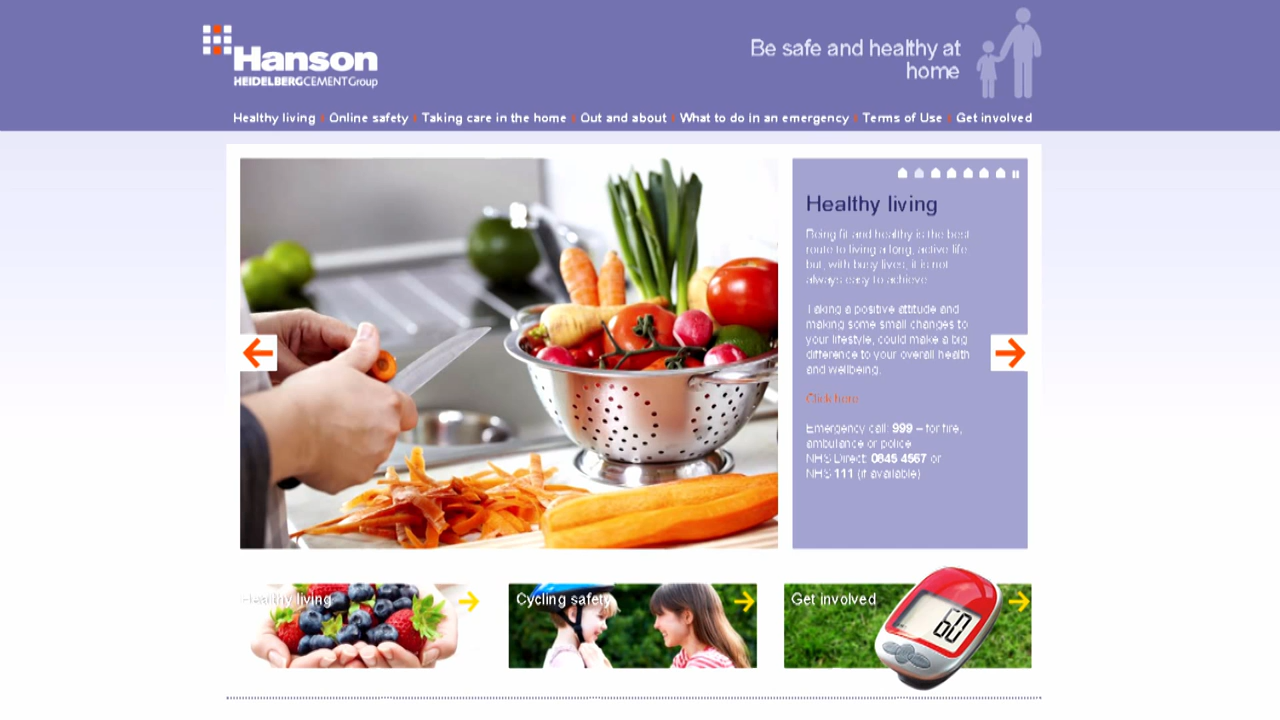 Hanson
HEIDELBERGCEMENTGroup
Be safe and healthy at
home
Healthy living Online safety Taking care in the home Out and about What to do in an emergency Terms of Use Get involved
Healthy living
Being fit and healthy is the best
route to living a long, active life
but, with busy lives, it is not
always easy to achieve.
Taking a positive attitude and
making some small changes to
your lifestyle, could make a big
difference to your overall health
and wellbeing.
Click here
Emergency call: 999 – for fire,
ambulance or police
NHS Direct: 0845 4567 or
NHS 111 (if available)
Healthy living
Cycling safety
Get involved
60